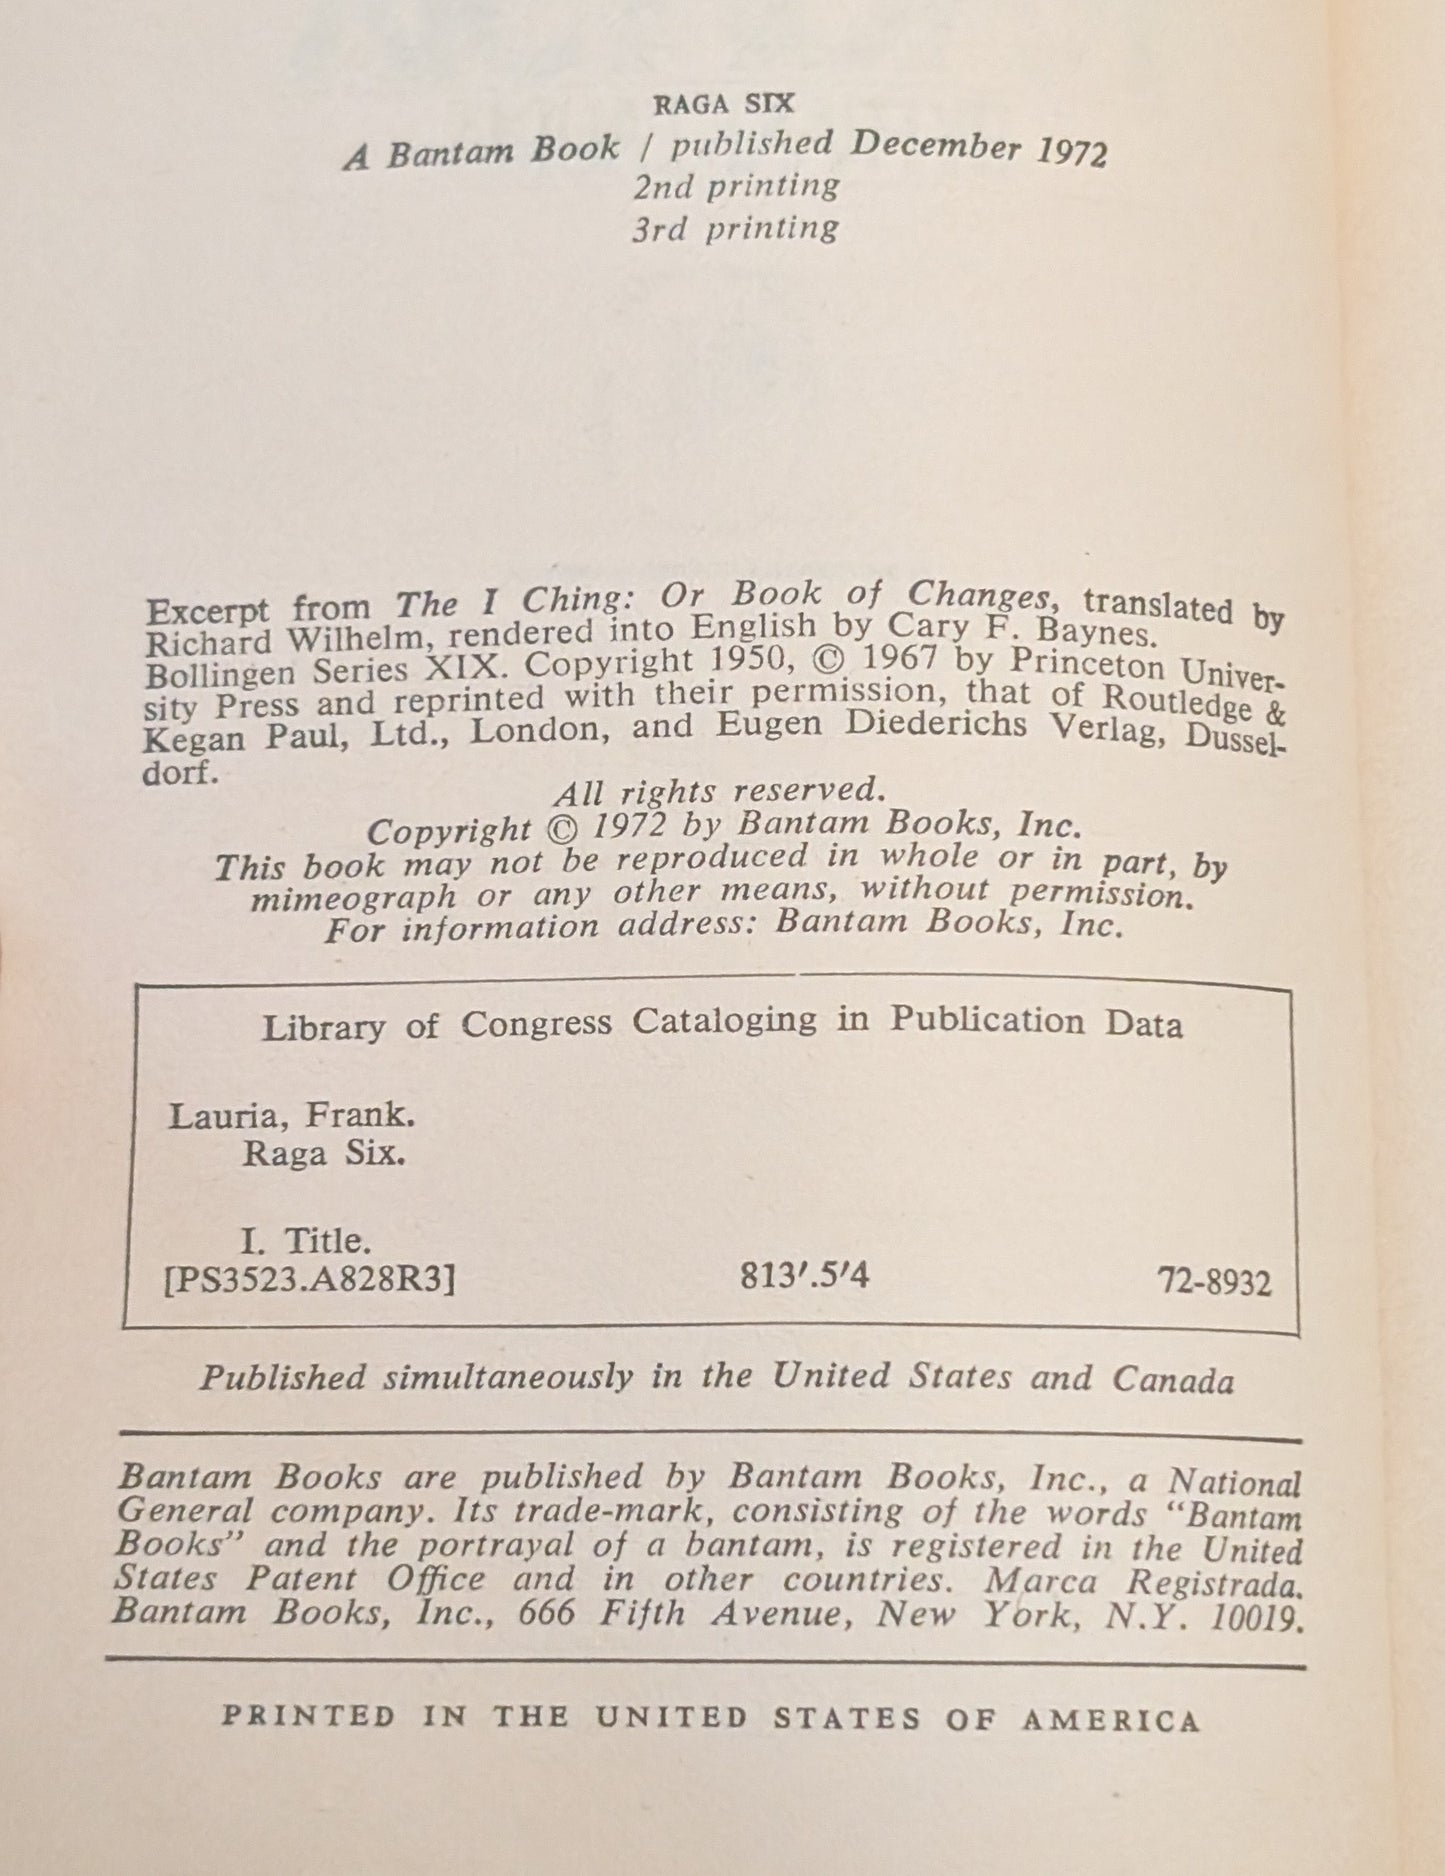 RAGA SIX
A Bantam Book / published December 1972
2nd printing
3rd printing
Excerpt from The I Ching: Or Book of Changes, translated by
Richard Wilhelm, rendered into English by Cary F. Baynes.
Bollingen Series XIX. Copyright 1950, © 1967 by Princeton Univer-
sity Press and reprinted with their permission, that of Routledge &
Kegan Paul, Ltd., London, and Eugen Diederichs Verlag, Dussel-
dorf.
All rights reserved.
Copyright © 1972 by Bantam Books, Inc.
This book may not be reproduced in whole or in part, by
mimeograph or any other means, without permission.
For information address: Bantam Books, Inc.
Library of Congress Cataloging in Publication Data
Lauria, Frank.
Raga Six.
I. Title.
[PS3523.A828R3] 813′.5′4 72-8932
Published simultaneously in the United States and Canada
Bantam Books are published by Bantam Books, Inc., a National
General company. Its trade-mark, consisting of the words “Bantam
Books” and the portrayal of a bantam, is registered in the United
States Patent Office and in other countries. Marca Registrada.
Bantam Books, Inc., 666 Fifth Avenue, New York, N.Y. 10019.
PRINTED IN THE UNITED STATES OF AMERICA